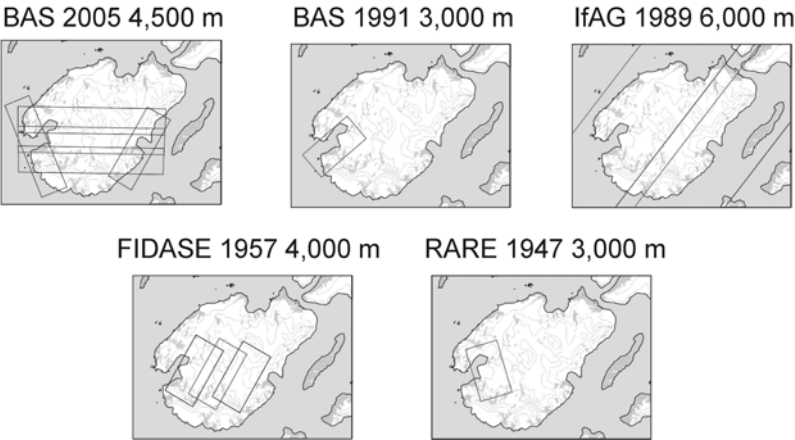 BAS 2005 4,500 m
BAS 1991 3,000 m
IfAG 1989 6,000 m
FIDASE 1957 4,000 m
RARE 1947 3,000 m